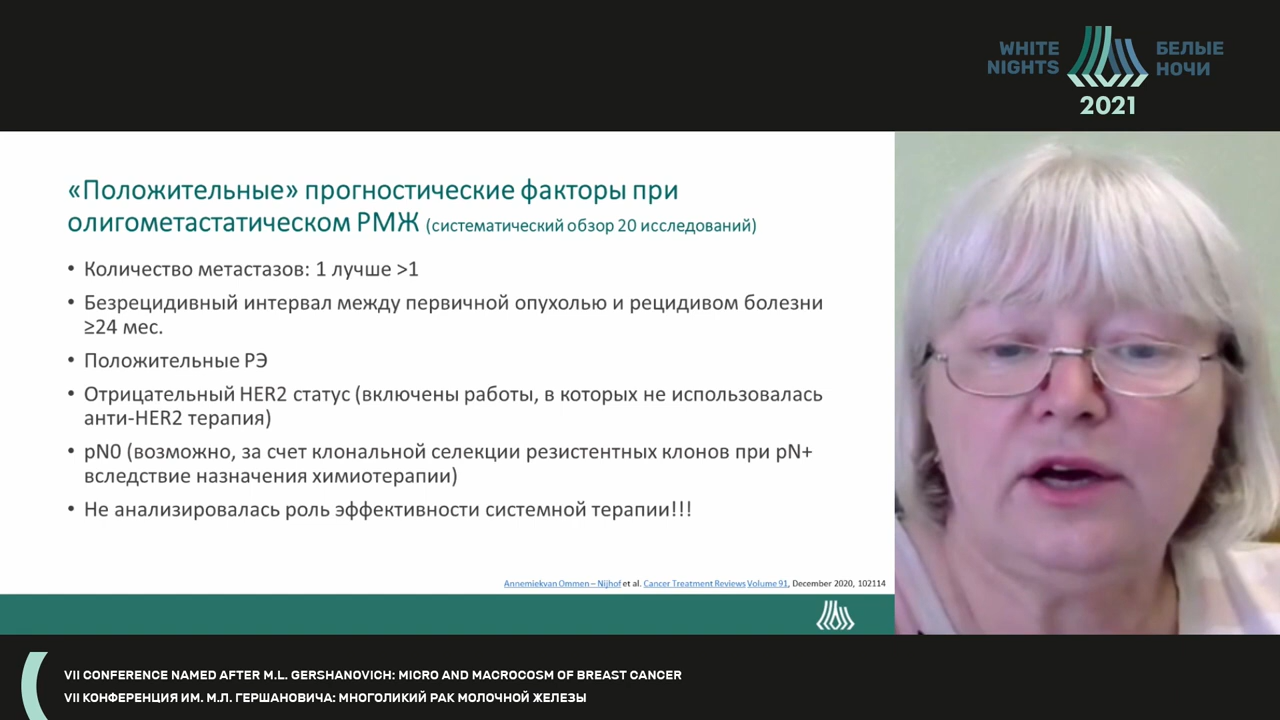 WHITE
NIGHTS
БЕЛЫЕ
НОЧИ
2021
«Положительные» прогностические факторы при
олигометастатическом РМЖ (систематический обзор 20 исследований)
• Количество метастазов: 1 лучше >1
• Безрецидивный интервал между первичной опухолью и рецидивом болезни
≥24 мес.
• Положительные РЭ
• Отрицательный HER2 статус (включены работы, в которых не использовалась
анти-HER2 терапия)
• pN0 (возможно, за счет клональной селекции резистентных клонов при pN+
вследствие назначения химиотерапии)
• Не анализировалась роль эффективности системной терапии!!!
Annemiekvan Ommen – Nijhof et al. Cancer Treatment Reviews Volume 91, December 2020, 102114
VII CONFERENCE NAMED AFTER M.L. GERSHANOVICH: MICRO AND MACROCOSM OF BREAST CANCER
VII КОНФЕРЕНЦИЯ ИМ. М.Л. ГЕРШАНОВИЧА: МНОГОЛИКИЙ РАК МОЛОЧНОЙ ЖЕЛЕЗЫ